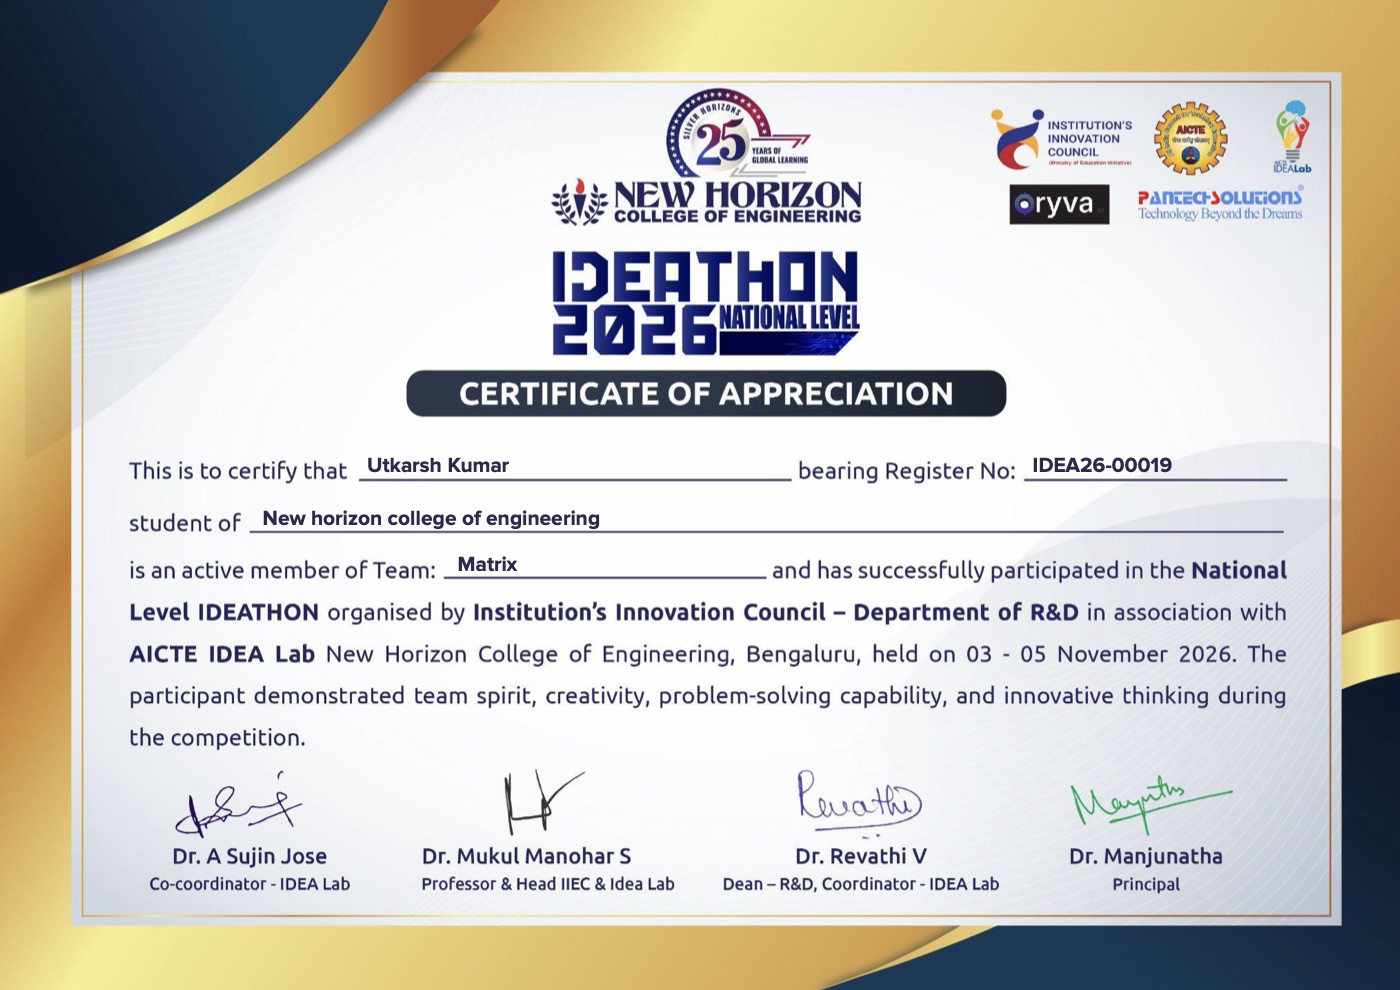 SILVER HORIZONS
25 YEARS OF
GLOBAL LEARNING
NEW HORIZON
COLLEGE OF ENGINEERING
INSTITUTION'S
INNOVATION
COUNCIL
(Ministry of Education Initiative)
AICTE
IDEALab
oryva
PANTECH SOLUTIONS
Technology Beyond the Dreams
IDEATHON
2026 NATIONAL LEVEL
CERTIFICATE OF APPRECIATION
This is to certify that Utkarsh Kumar bearing Register No: IDEA26-00019
student of New horizon college of engineering
is an active member of Team: Matrix and has successfully participated in the National
Level IDEATHON organised by Institution's Innovation Council – Department of R&D in association with
AICTE IDEA Lab New Horizon College of Engineering, Bengaluru, held on 03 - 05 November 2026. The
participant demonstrated team spirit, creativity, problem-solving capability, and innovative thinking during
the competition.
Revathi
Dr. A Sujin Jose
Co-coordinator - IDEA Lab
Dr. Mukul Manohar S
Professor & Head IIEC & Idea Lab
Dr. Revathi V
Dean – R&D, Coordinator - IDEA Lab
Dr. Manjunatha
Principal